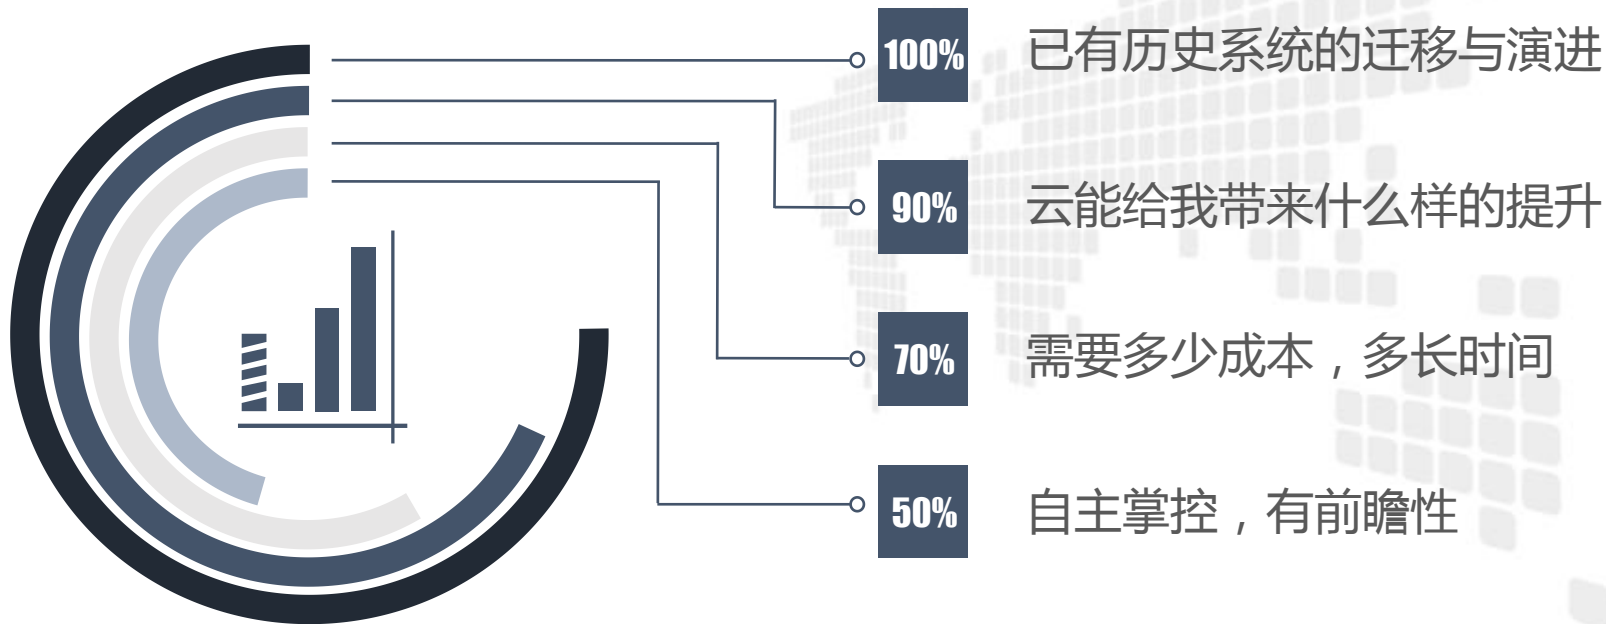 100% 已有历史系统的迁移与演进
90% 云能给我带来什么样的提升
70% 需要多少成本，多长时间
50% 自主掌控，有前瞻性